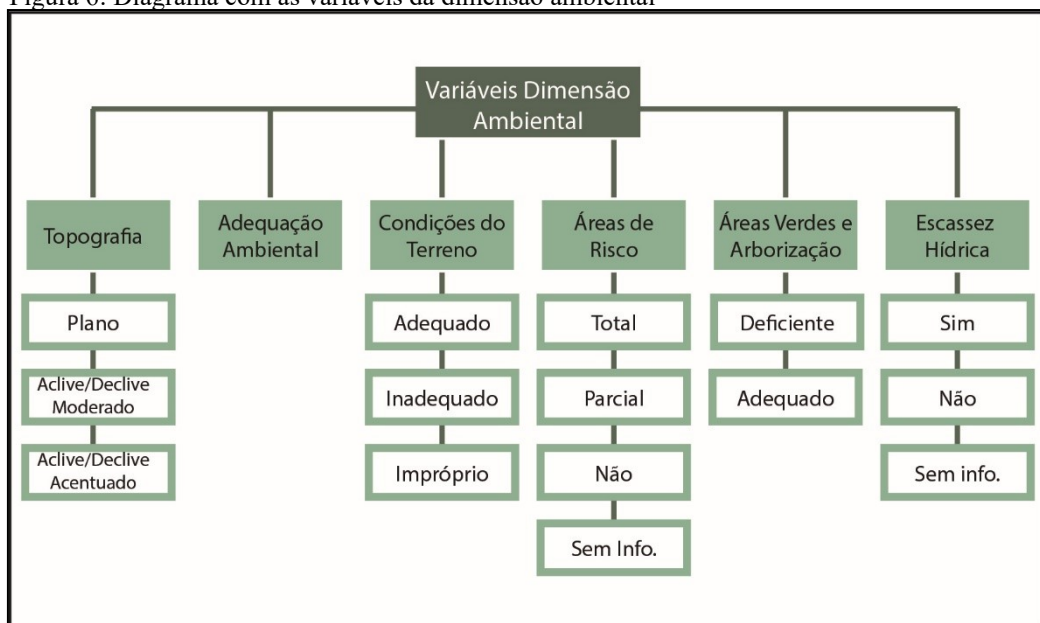 Figura 6: Diagrama com as variáveis da dimensão ambiental
Variáveis Dimensão
Ambiental
Topografia
Adequação
Ambiental
Condições do
Terreno
Áreas de
Risco
Áreas Verdes e
Arborização
Escassez
Hídrica
Plano
Adequado
Total
Deficiente
Sim
Aclive/Declive
Moderado
Inadequado
Parcial
Adequado
Não
Aclive/Declive
Acentuado
Impróprio
Não
Sem info.
Sem Info.